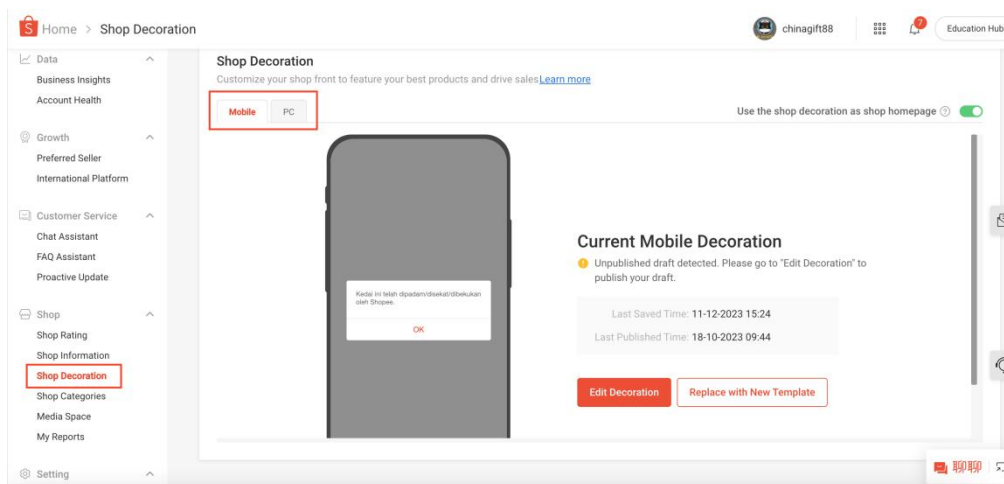 Home > Shop Decoration
chinagift88
2
Education Hub
Data
Business Insights
Account Health
Growth
Preferred Seller
International Platform
Customer Service
Chat Assistant
FAQ Assistant
Proactive Update
Shop
Shop Rating
Shop Information
Shop Decoration
Shop Categories
Media Space
My Reports
Setting
Shop Decoration
Customize your shop front to feature your best products and drive sales Learn more
Mobile
PC
Use the shop decoration as shop homepage
Kedai ini telah dipadam/disekat/dibekukan
oleh Shopee.
OK
Current Mobile Decoration
Unpublished draft detected. Please go to "Edit Decoration" to
publish your draft.
Last Saved Time: 11-12-2023 15:24
Last Published Time: 18-10-2023 09:44
Edit Decoration
Replace with New Template
聊聊